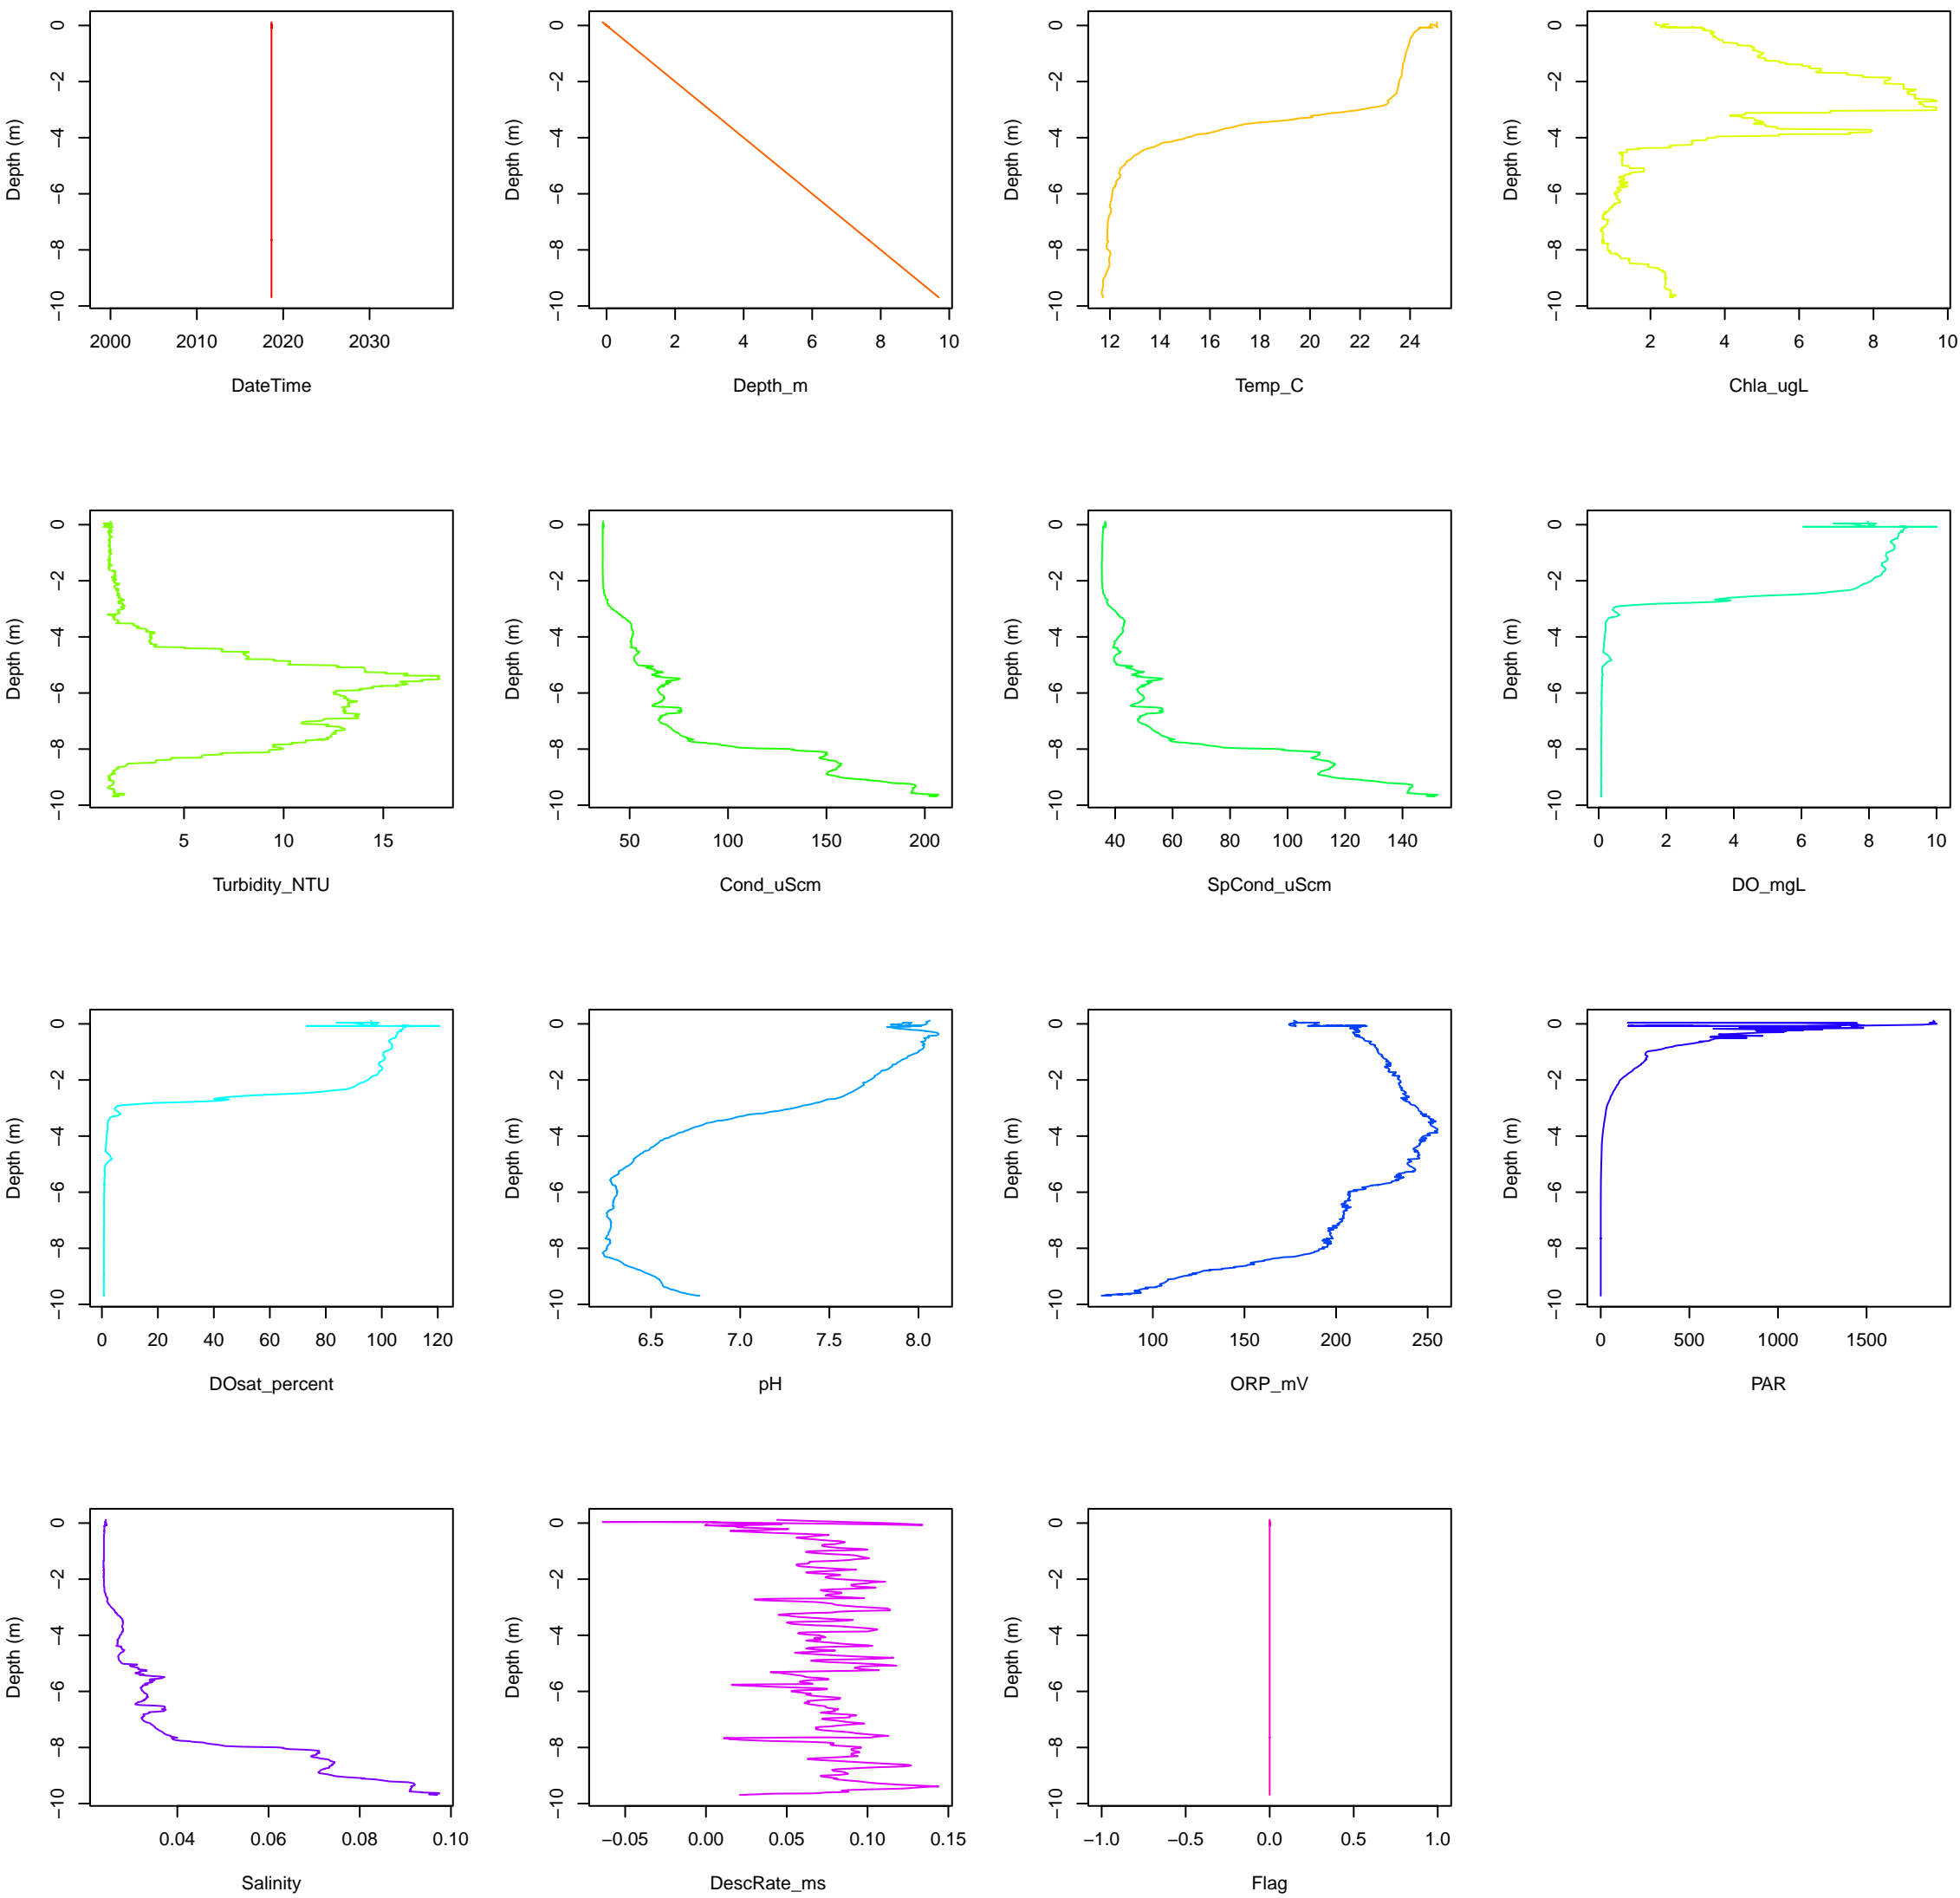 Depth (m)
0
−2
−4
−6
−8
−10
2000 2010 2020 2030
DateTime
Depth (m)
0
−2
−4
−6
−8
−10
0 2 4 6 8 10
Depth_m
Depth (m)
0
−2
−4
−6
−8
−10
12 14 16 18 20 22 24
Temp_C
Depth (m)
0
−2
−4
−6
−8
−10
2 4 6 8 10
Chla_ugL
Depth (m)
0
−2
−4
−6
−8
−10
5 10 15
Turbidity_NTU
Depth (m)
0
−2
−4
−6
−8
−10
50 100 150 200
Cond_uScm
Depth (m)
0
−2
−4
−6
−8
−10
40 60 80 100 120 140
SpCond_uScm
Depth (m)
0
−2
−4
−6
−8
−10
0 2 4 6 8 10
DO_mgL
Depth (m)
0
−2
−4
−6
−8
−10
0 20 40 60 80 100 120
DOsat_percent
Depth (m)
0
−2
−4
−6
−8
−10
6.5 7.0 7.5 8.0
pH
Depth (m)
0
−2
−4
−6
−8
−10
100 150 200 250
ORP_mV
Depth (m)
0
−2
−4
−6
−8
−10
0 500 1000 1500
PAR
Depth (m)
0
−2
−4
−6
−8
−10
0.04 0.06 0.08 0.10
Salinity
Depth (m)
0
−2
−4
−6
−8
−10
−0.05 0.00 0.05 0.10 0.15
DescRate_ms
Depth (m)
0
−2
−4
−6
−8
−10
−1.0 −0.5 0.0 0.5 1.0
Flag